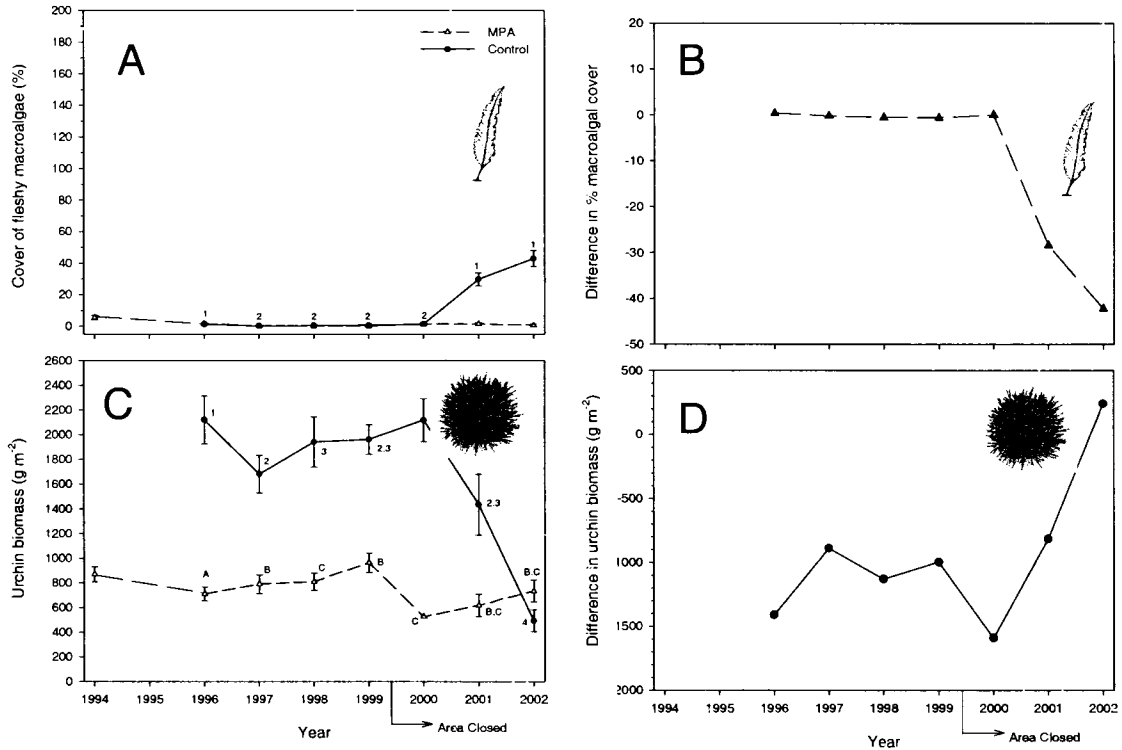 A
MPA
Control
200
180
160
140
120
100
80
60
40
20
0
Cover of fleshy macroalgae (%)
1
2
2
2
2
1
1
B
20
10
0
-10
-20
-30
-40
-50
Difference in % macroalgal cover
C
2600
2400
2200
2000
1800
1600
1400
1200
1000
800
600
400
200
0
Urchin biomass (g m-2)
1
2
3
2.3
2.3
4
A
B
C
B
C
B.C
B.C
1994 1995 1996 1997 1998 1999 2000 2001 2002
Year
Area Closed
D
500
0
-500
1000
1500
2000
Difference in urchin biomass (g m-2)
1994 1995 1996 1997 1998 1999 2000 2001 2002
Year
Area Closed